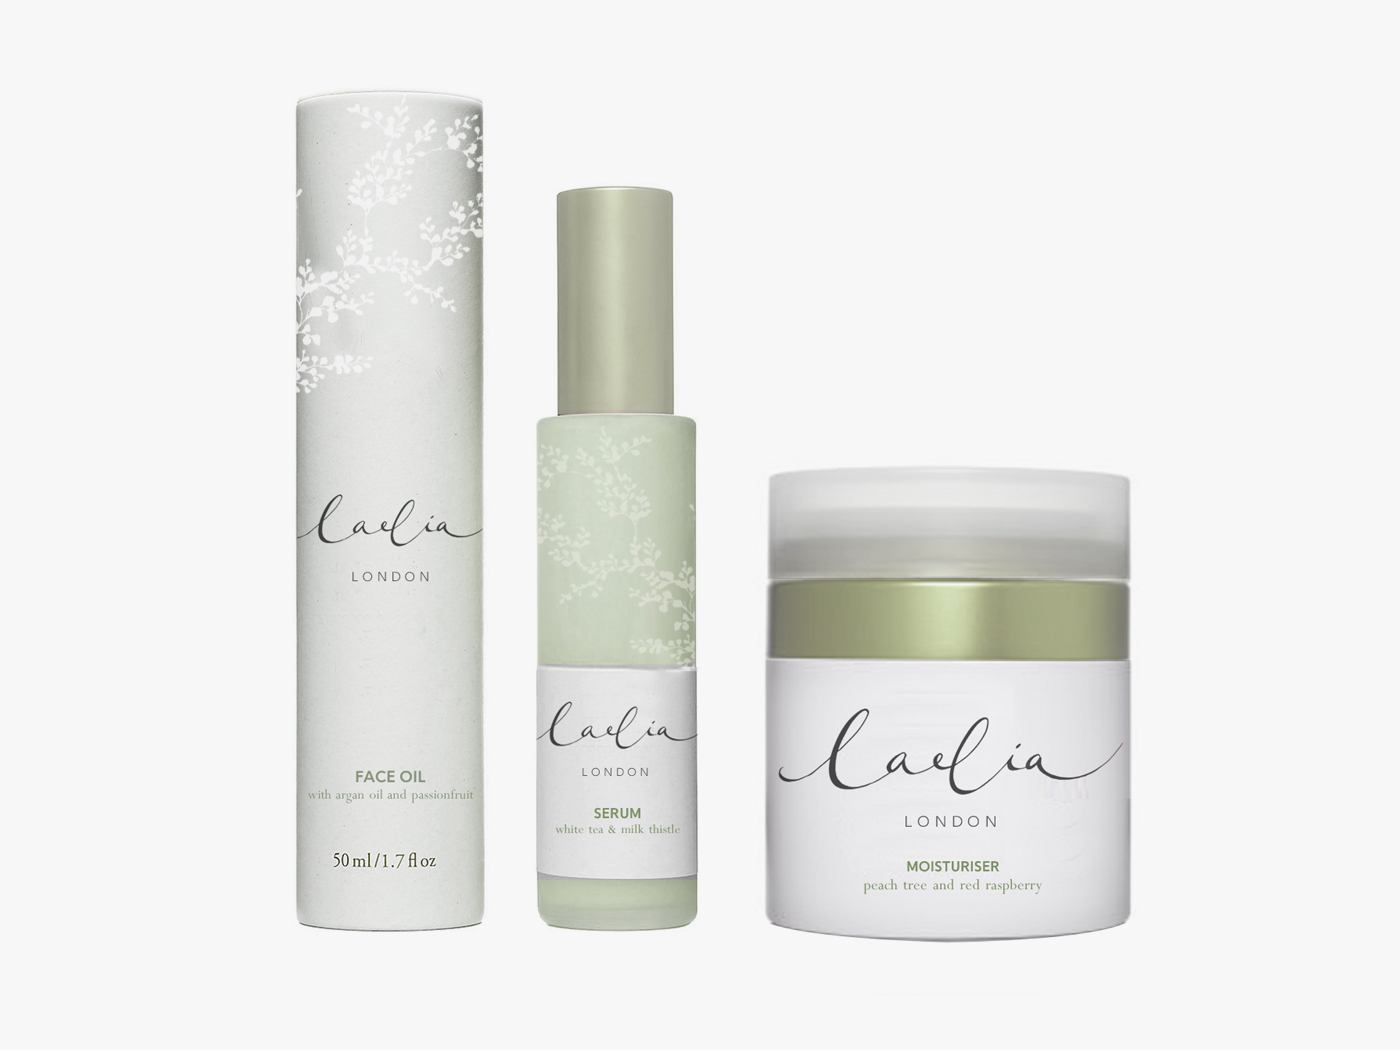 laelia
LONDON
FACE OIL
with argan oil and passionfruit
50 ml/1.7 fl oz
laelia
LONDON
SERUM
white tea & milk thistle
laelia
LONDON
MOISTURISER
peach tree and red raspberry